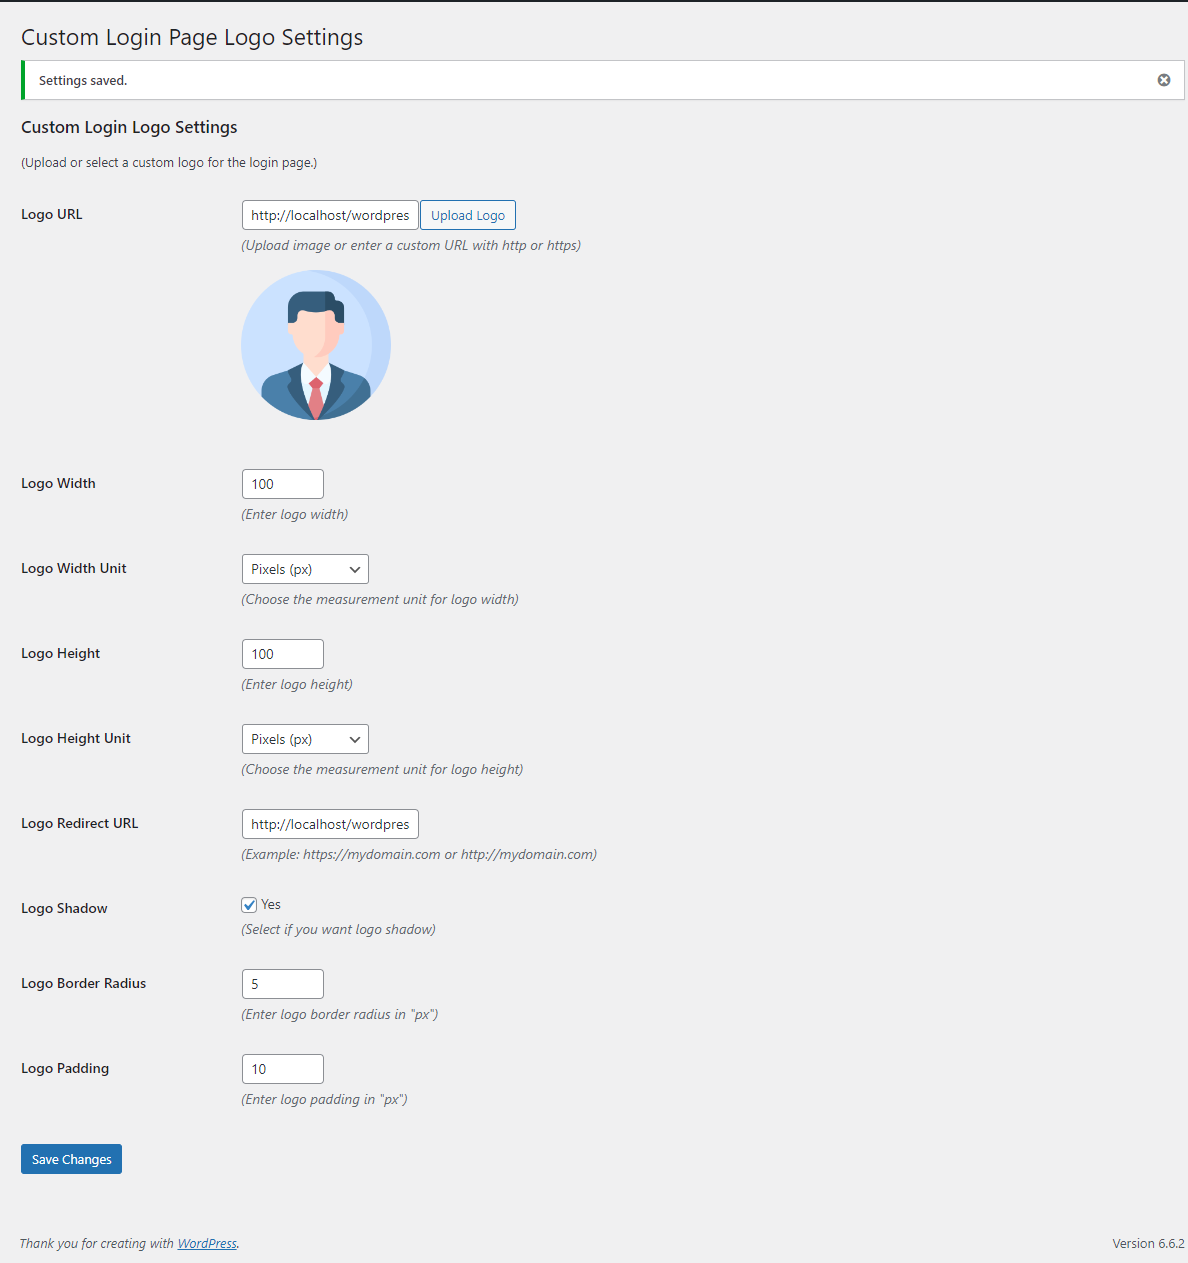 Custom Login Page Logo Settings
Settings saved.
Custom Login Logo Settings
(Upload or select a custom logo for the login page.)
Logo URL
http://localhost/wordpres
Upload Logo
(Upload image or enter a custom URL with http or https)
Logo Width
100
(Enter logo width)
Logo Width Unit
Pixels (px)
(Choose the measurement unit for logo width)
Logo Height
100
(Enter logo height)
Logo Height Unit
Pixels (px)
(Choose the measurement unit for logo height)
Logo Redirect URL
http://localhost/wordpres
(Example: https://mydomain.com or http://mydomain.com)
Logo Shadow
Yes
(Select if you want logo shadow)
Logo Border Radius
5
(Enter logo border radius in "px")
Logo Padding
10
(Enter logo padding in "px")
Save Changes
Thank you for creating with WordPress.
Version 6.6.2